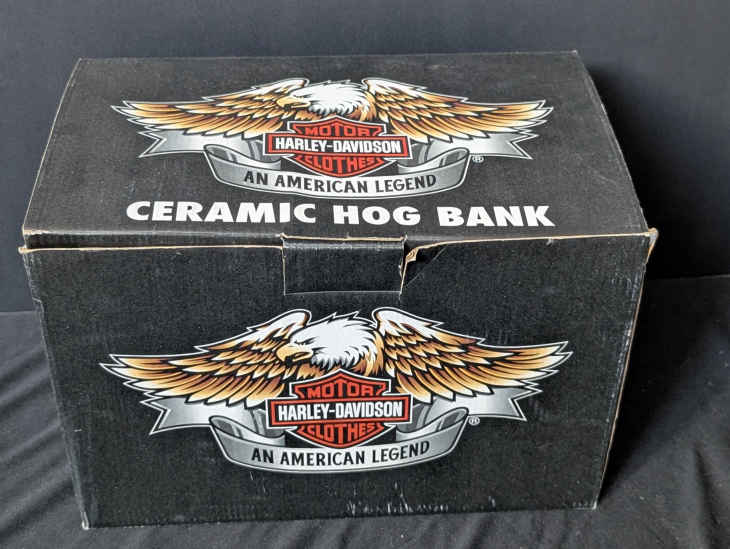 MOTOR
HARLEY-DAVIDSON
CLOTHES
®
AN AMERICAN LEGEND
CERAMIC HOG BANK
MOTOR
HARLEY-DAVIDSON
CLOTHES
®
AN AMERICAN LEGEND